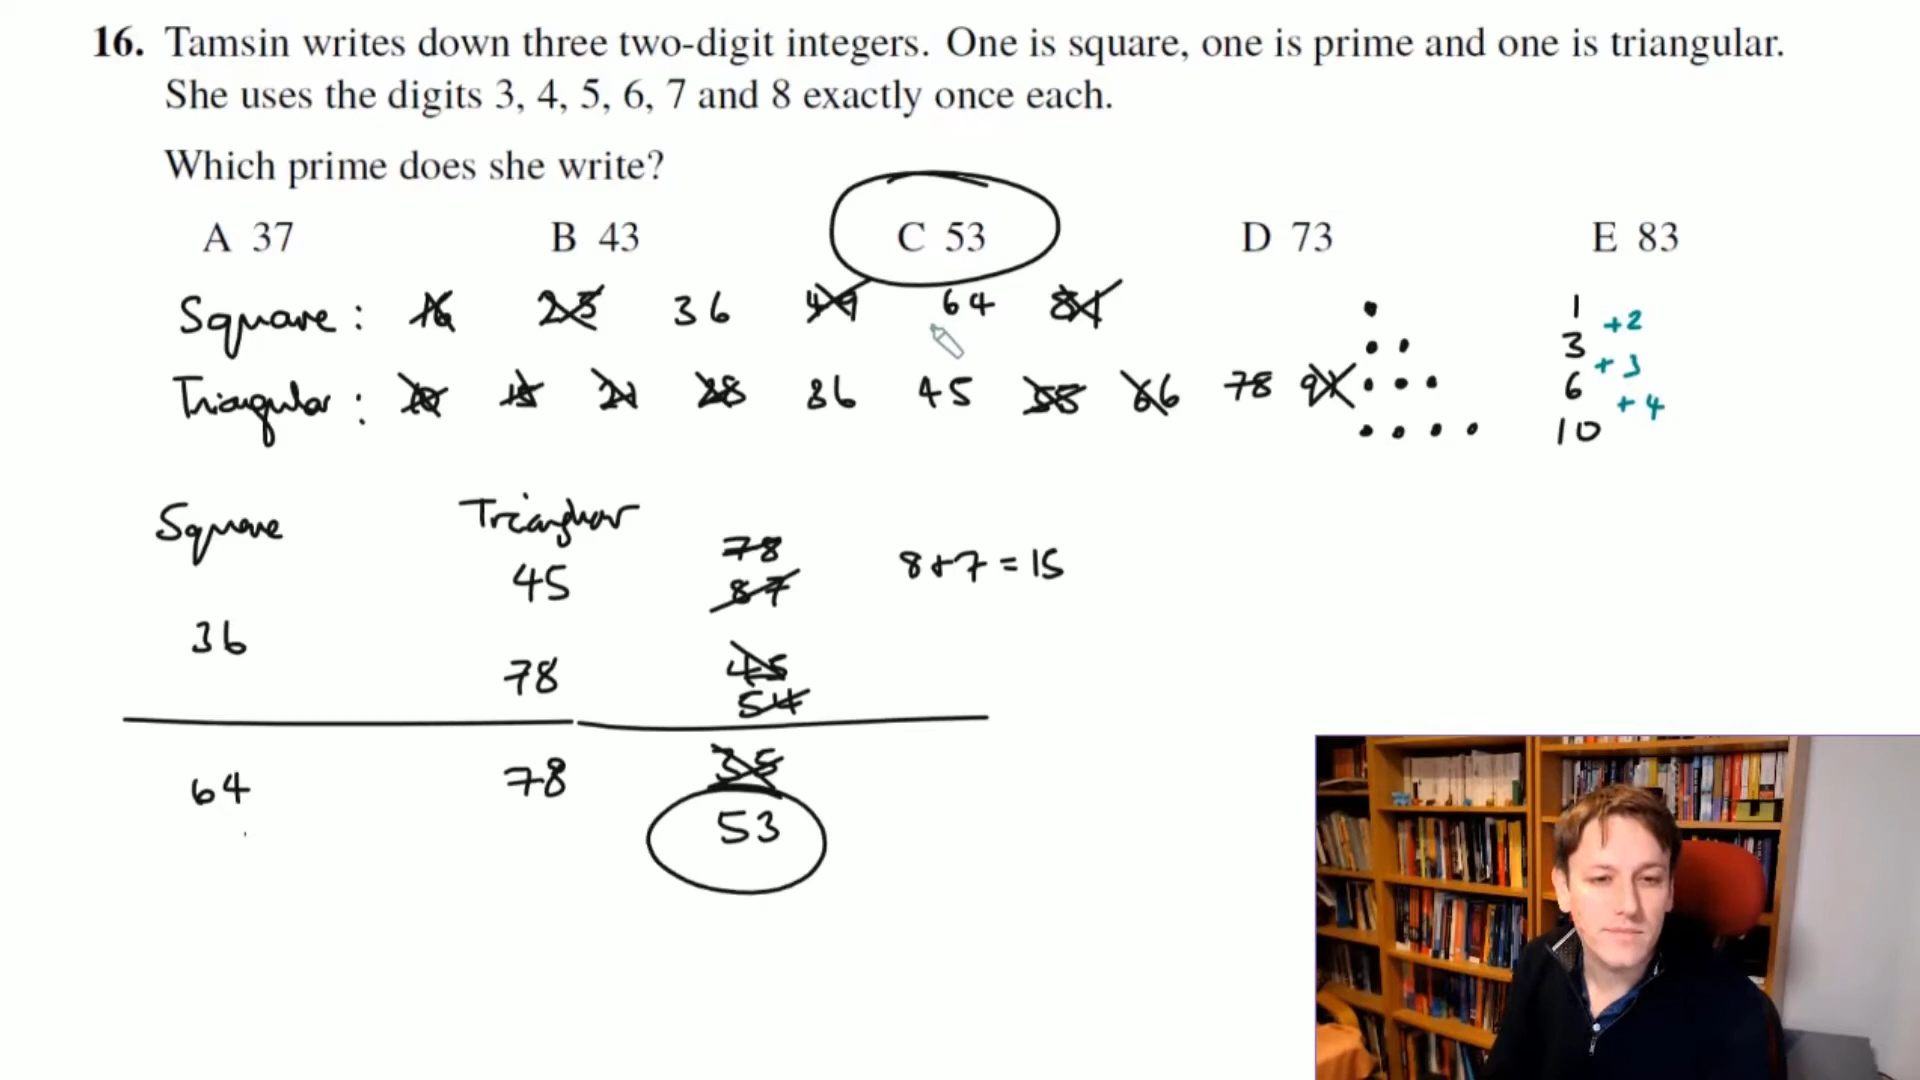 16. Tamsin writes down three two-digit integers. One is square, one is prime and one is triangular.
She uses the digits 3, 4, 5, 6, 7 and 8 exactly once each.
Which prime does she write?
A 37 B 43 C 53 D 73 E 83
Square: 16 25 36 49 64 81
Triangular: 10 15 21 28 36 45 55 66 78 91
1
+2
3
+3
6
+4
10
Square Triangular
45 78
87 8+7=15
36
78 45
54
64 78 35
53